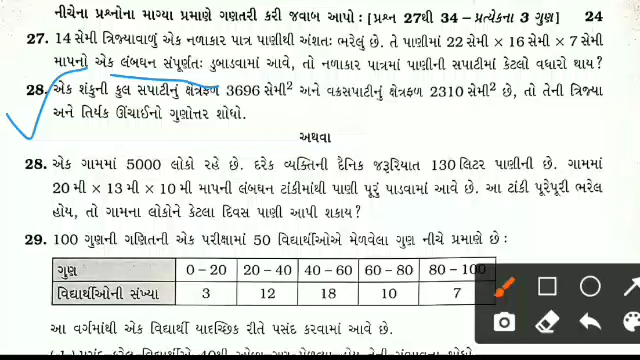 નીચેના પ્રશ્નોના માગ્યા પ્રમાણે ગણતરી કરી જવાબ આપો : [પ્રશ્ન 27થી 34 – પ્રત્યેકના 3 ગુણ] 24
27. 14 સેમી ત્રિજ્યાવાળું એક નળાકાર પાત્ર પાણીથી અંશતઃ ભરેલું છે. તે પાણીમાં 22 સેમી × 16 સેમી × 7 સેમી
માપનો એક લંબઘન સંપૂર્ણતઃ ડુબાડવામાં આવે, તો નળાકાર પાત્રમાં પાણીની સપાટીમાં કેટલો વધારો થાય?
28. એક શંકુની કુલ સપાટીનું ક્ષેત્રફળ 3696 સેમી² અને વક્રસપાટીનું ક્ષેત્રફળ 2310 સેમી² છે, તો તેની ત્રિજ્યા
અને તિર્યક ઊંચાઈનો ગુણોત્તર શોધો.
અથવા
28. એક ગામમાં 5000 લોકો રહે છે. દરેક વ્યક્તિની દૈનિક જરૂરિયાત 130 લિટર પાણીની છે. ગામમાં
20 મી × 13 મી × 10 મી માપની લંબઘન ટાંકીમાંથી પાણી પૂરું પાડવામાં આવે છે. આ ટાંકી પૂરેપૂરી ભરેલ
હોય, તો ગામના લોકોને કેટલા દિવસ પાણી આપી શકાય?
29. 100 ગુણની ગણિતની એક પરીક્ષામાં 50 વિદ્યાર્થીઓએ મેળવેલા ગુણ નીચે પ્રમાણે છે :
ગુણ 0 – 20 20 – 40 40 – 60 60 – 80 80 – 100
વિદ્યાર્થીઓની સંખ્યા 3 12 18 10 7
આ વર્ગમાંથી એક વિદ્યાર્થી યાદચ્છિક રીતે પસંદ કરવામાં આવે છે.